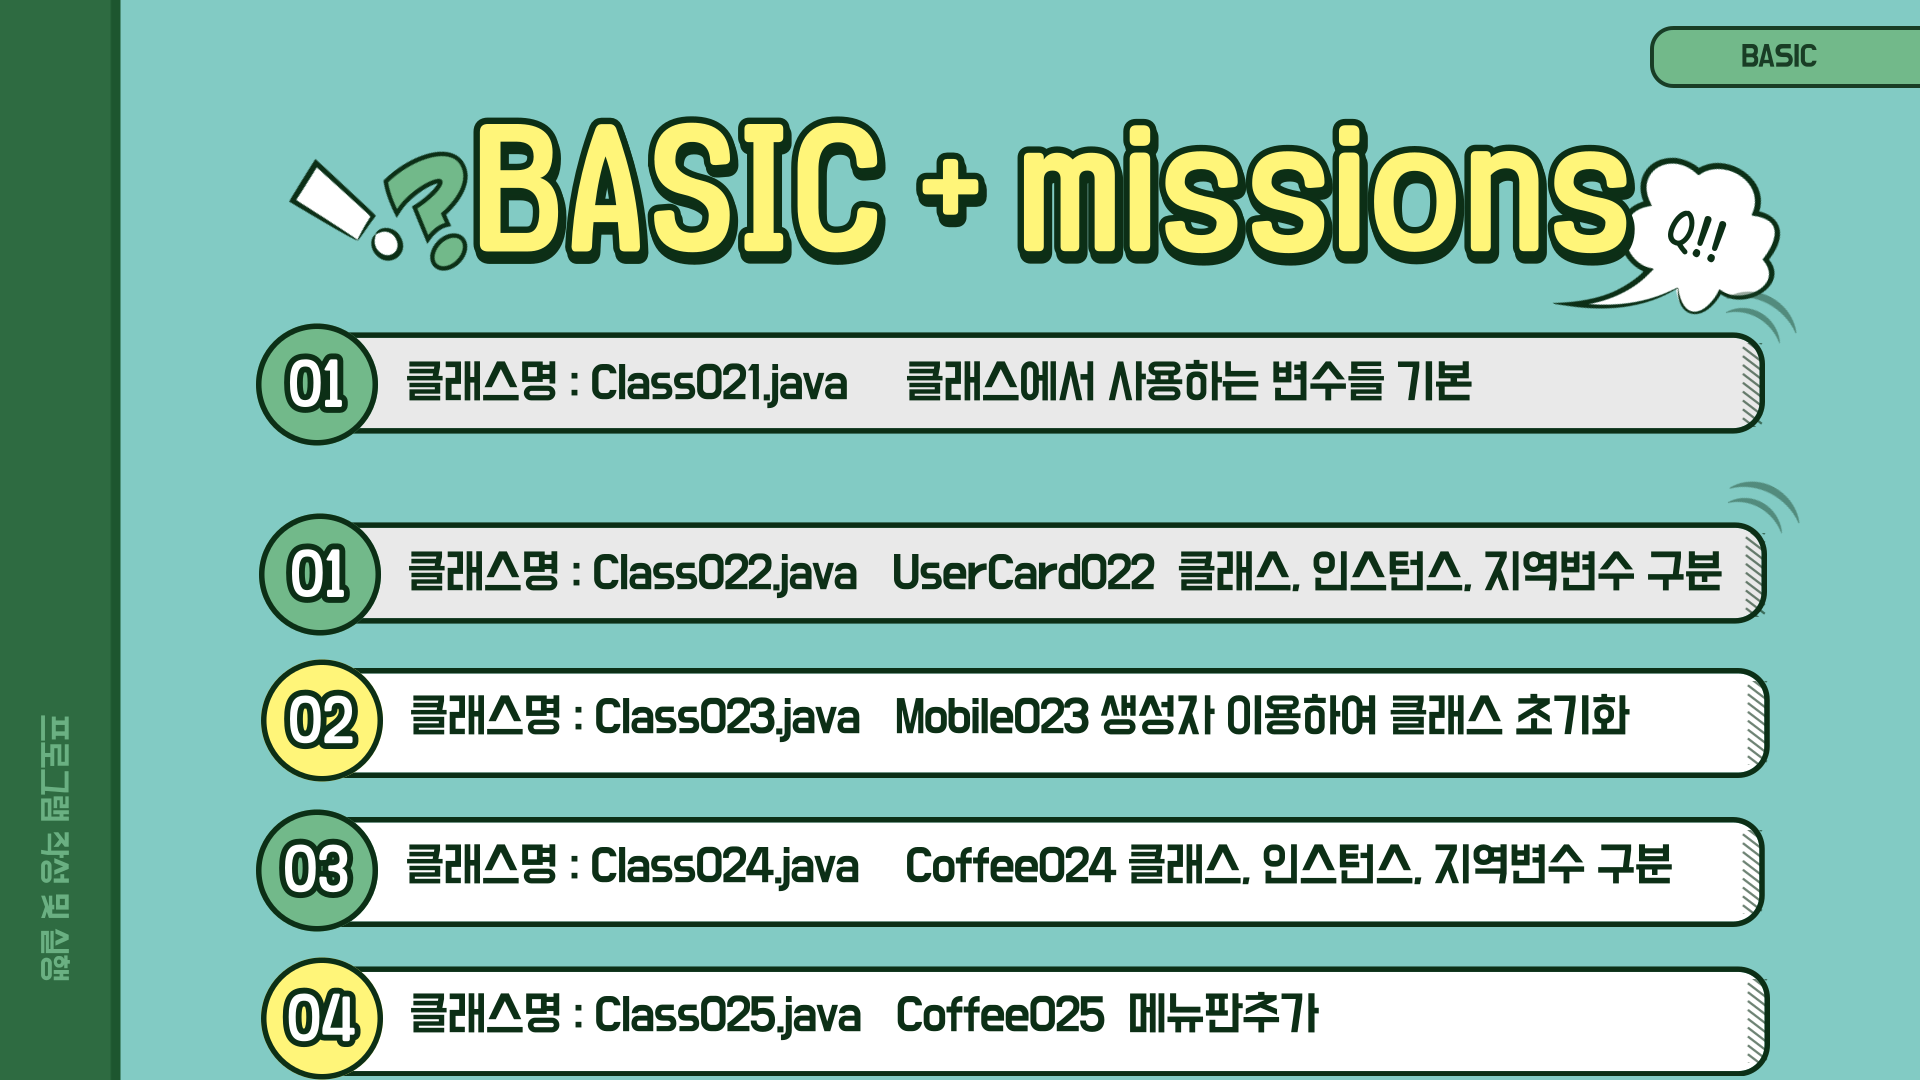 BASIC
BASIC + missions
Q!!
01 클래스명 : Class021.java 클래스에서 사용하는 변수들 기본
01 클래스명 : Class022.java UserCard022 클래스, 인스턴스, 지역변수 구분
02 클래스명 : Class023.java Mobile023 생성자 이용하여 클래스 초기화
03 클래스명 : Class024.java Coffee024 클래스, 인스턴스, 지역변수 구분
04 클래스명 : Class025.java Coffee025 메뉴판추가
프로그램 작성 및 실행